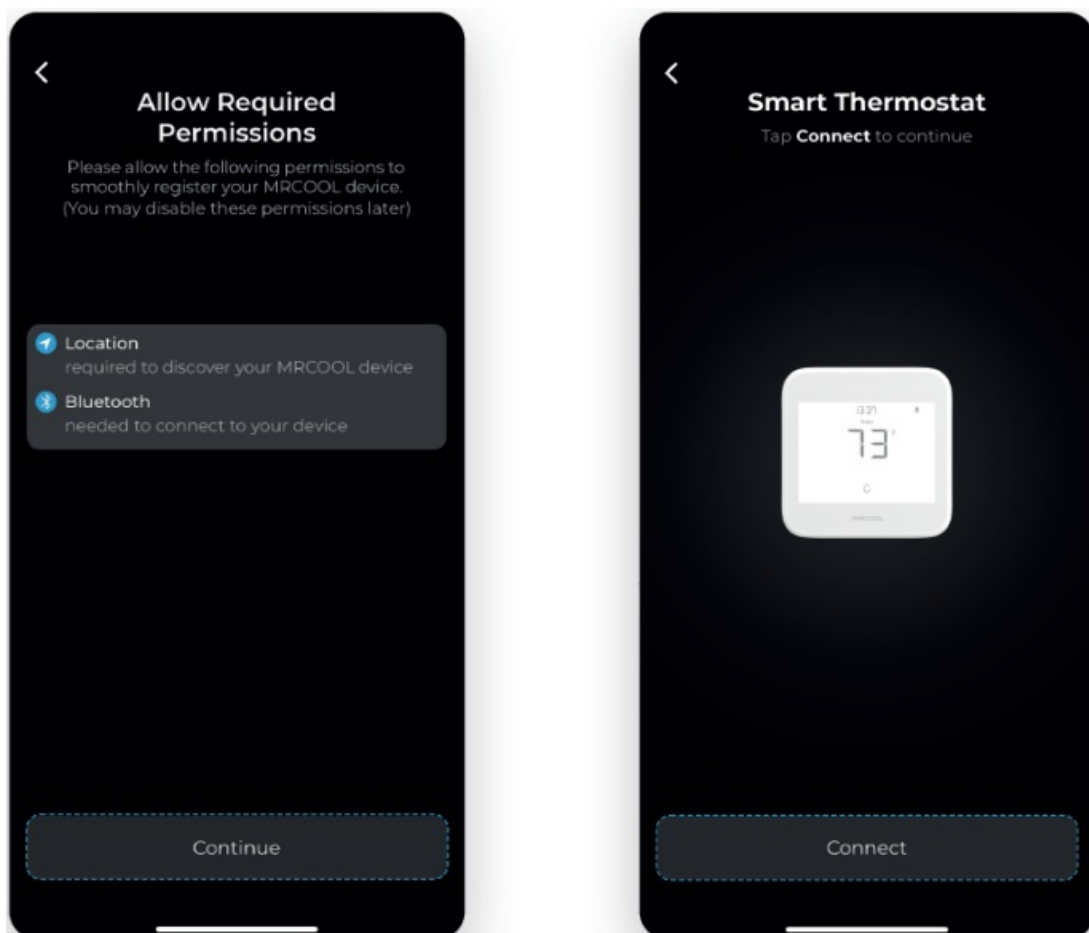 Allow Required
Permissions
Please allow the following permissions to
smoothly register your MRCOOL device.
(You may disable these permissions later)
Location
required to discover your MRCOOL device
Bluetooth
needed to connect to your device
Continue
Smart Thermostat
Tap Connect to continue
73
MRCOOL
Connect